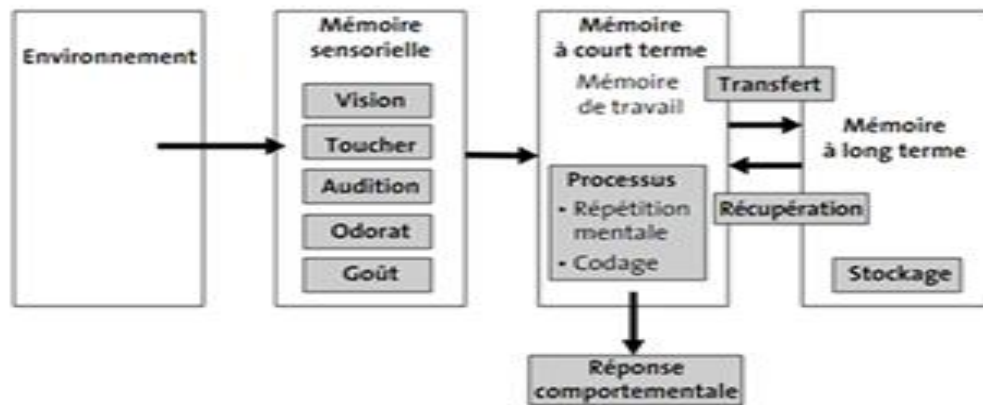 Environnement
Mémoire
sensorielle
Vision
Toucher
Audition
Odorat
Goût
Mémoire
à court terme
Mémoire
de travail
Processus
• Répétition
mentale
• Codage
Transfert
Mémoire
à long terme
Récupération
Stockage
Réponse
comportementale